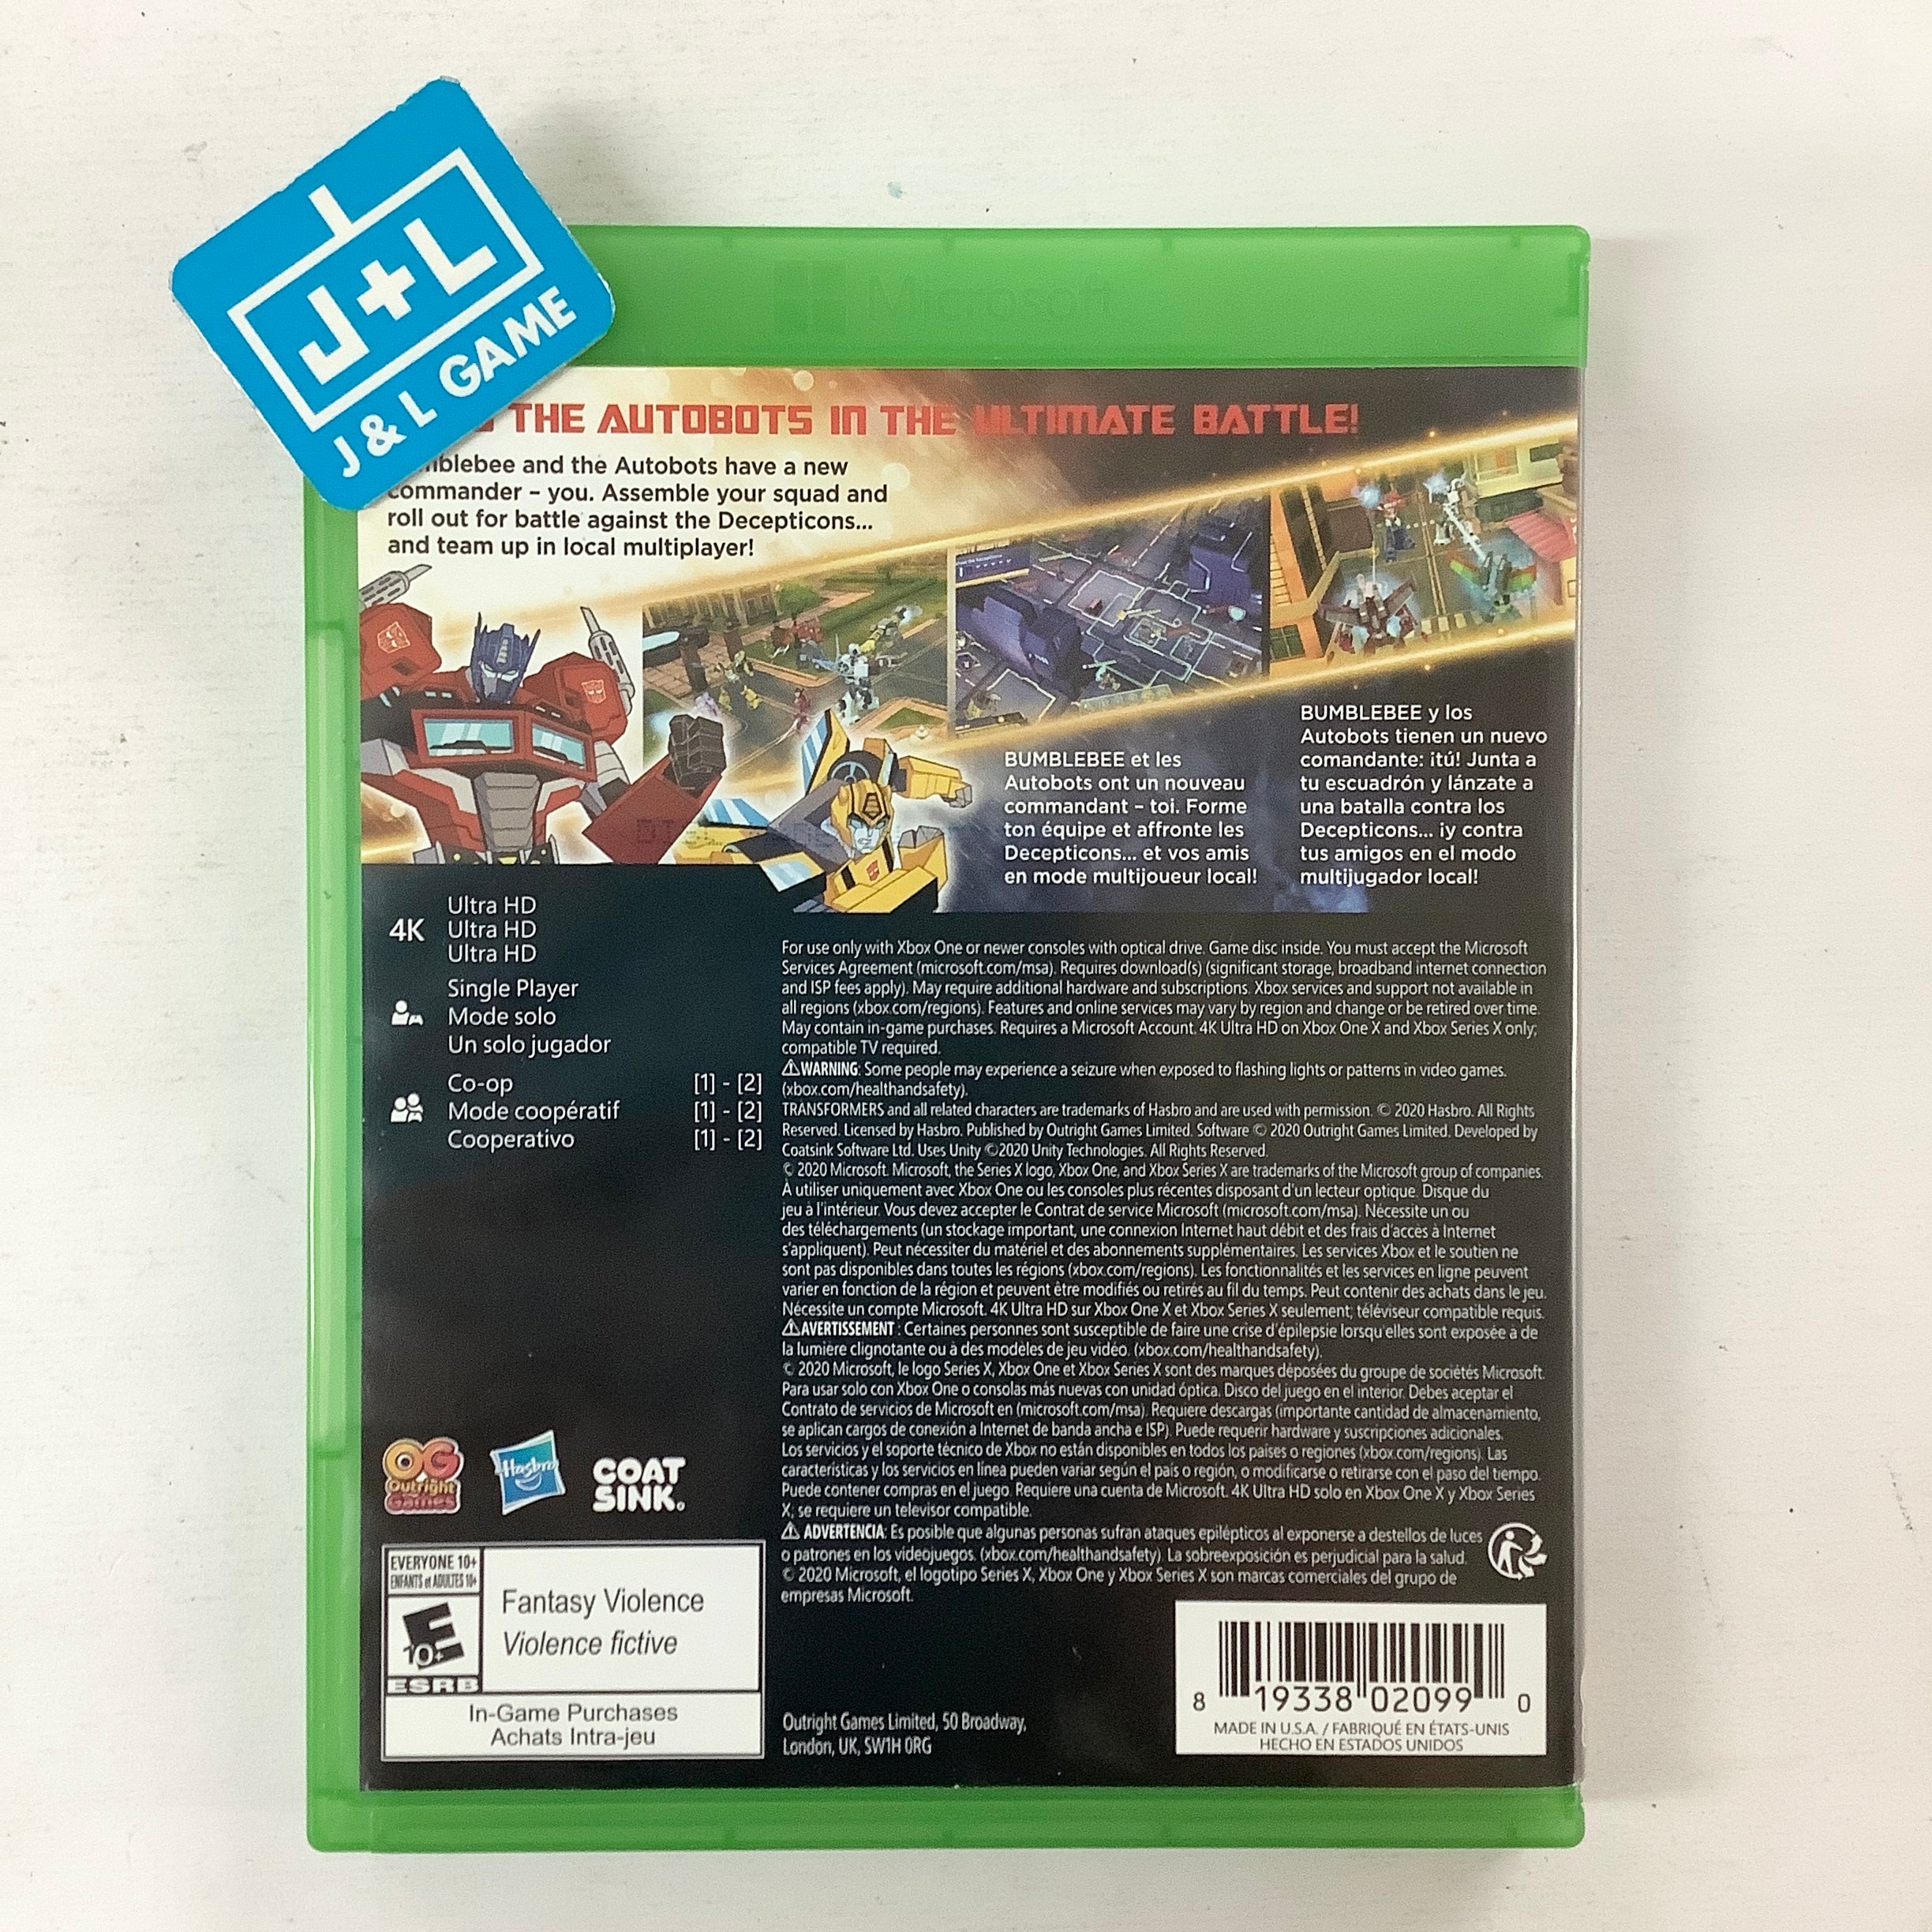 J+L
J & L GAME
Microsoft
THE AUTOBOTS IN THE ULTIMATE BATTLE!
and the Autobots have a new
commander – you. Assemble your squad and
roll out for battle against the Decepticons...
and team up in local multiplayer!
BUMBLEBEE et les
Autobots ont un nouveau
commandant – toi. Forme
ton équipe et affronte les
Decepticons... et vos amis
en mode multijoueur local!
BUMBLEBEE y los
Autobots tienen un nuevo
comandante: ¡tú! Junta a
tu escuadrón y lánzate a
una batalla contra los
Decepticons... ¡y contra
tus amigos en el modo
multijugador local!
4K
Ultra HD
Ultra HD
Ultra HD
Single Player
Mode solo
Un solo jugador
Co-op [1] - [2]
Mode coopératif [1] - [2]
Cooperativo [1] - [2]
For use only with Xbox One or newer consoles with optical drive. Game disc inside. You must accept the Microsoft
Services Agreement (microsoft.com/msa). Requires download(s) (significant storage, broadband internet connection
and ISP fees apply). May require additional hardware and subscriptions. Xbox services and support not available in
all regions (xbox.com/regions). Features and online services may vary by region and change or be retired over time.
May contain in-game purchases. Requires a Microsoft Account. 4K Ultra HD on Xbox One X and Xbox Series X only;
compatible TV required.
⚠WARNING: Some people may experience a seizure when exposed to flashing lights or patterns in video games.
(xbox.com/healthandsafety).
TRANSFORMERS and all related characters are trademarks of Hasbro and are used with permission. © 2020 Hasbro. All Rights
Reserved. Licensed by Hasbro. Published by Outright Games Limited. Software © 2020 Outright Games Limited. Developed by
Coatsink Software Ltd. Uses Unity ©2020 Unity Technologies. All Rights Reserved.
© 2020 Microsoft. Microsoft, the Series X logo, Xbox One, and Xbox Series X are trademarks of the Microsoft group of companies.
À utiliser uniquement avec Xbox One ou les consoles plus récentes disposant d'un lecteur optique. Disque du
jeu à l'intérieur. Vous devez accepter le Contrat de service Microsoft (microsoft.com/msa). Nécessite un ou
des téléchargements (un stockage important, une connexion Internet haut débit et des frais d'accès à Internet
s'appliquent). Peut nécessiter du matériel et des abonnements supplémentaires. Les services Xbox et le soutien ne
sont pas disponibles dans toutes les régions (xbox.com/regions). Les fonctionnalités et les services en ligne peuvent
varier en fonction de la région et peuvent être modifiés ou retirés au fil du temps. Peut contenir des achats dans le jeu.
Nécessite un compte Microsoft. 4K Ultra HD sur Xbox One X et Xbox Series X seulement; téléviseur compatible requis.
⚠AVERTISSEMENT : Certaines personnes sont susceptible de faire une crise d'épilepsie lorsqu'elles sont exposée à de
la lumière clignotante ou à des modèles de jeu vidéo. (xbox.com/healthandsafety).
© 2020 Microsoft, le logo Series X, Xbox One et Xbox Series X sont des marques déposées du groupe de sociétés Microsoft.
Para usar solo con Xbox One o consolas más nuevas con unidad óptica. Disco del juego en el interior. Debes aceptar el
Contrato de servicios de Microsoft en (microsoft.com/msa). Requiere descargas (importante cantidad de almacenamiento,
se aplican cargos de conexión a Internet de banda ancha e ISP). Puede requerir hardware y suscripciones adicionales.
Los servicios y el soporte técnico de Xbox no están disponibles en todos los países o regiones (xbox.com/regions). Las
características y los servicios en línea pueden variar según el país o región, o modificarse o retirarse con el paso del tiempo.
Puede contener compras en el juego. Requiere una cuenta de Microsoft. 4K Ultra HD solo en Xbox One X y Xbox Series
X; se requiere un televisor compatible.
⚠ ADVERTENCIA: Es posible que algunas personas sufran ataques epilépticos al exponerse a destellos de luces
o patrones en los videojuegos. (xbox.com/healthandsafety). La sobreexposición es perjudicial para la salud.
© 2020 Microsoft, el logotipo Series X, Xbox One y Xbox Series X son marcas comerciales del grupo de
empresas Microsoft.
OG
Outright
Games
Hasbro
COAT
SINK.
EVERYONE 10+
ENFANTS et ADULTES 10+
E
10+
ESRB
Fantasy Violence
Violence fictive
In-Game Purchases
Achats Intra-jeu
Outright Games Limited, 50 Broadway,
London, UK, SW1H 0RG
8 19338 02099 0
MADE IN U.S.A. / FABRIQUÉ EN ÉTATS-UNIS
HECHO EN ESTADOS UNIDOS